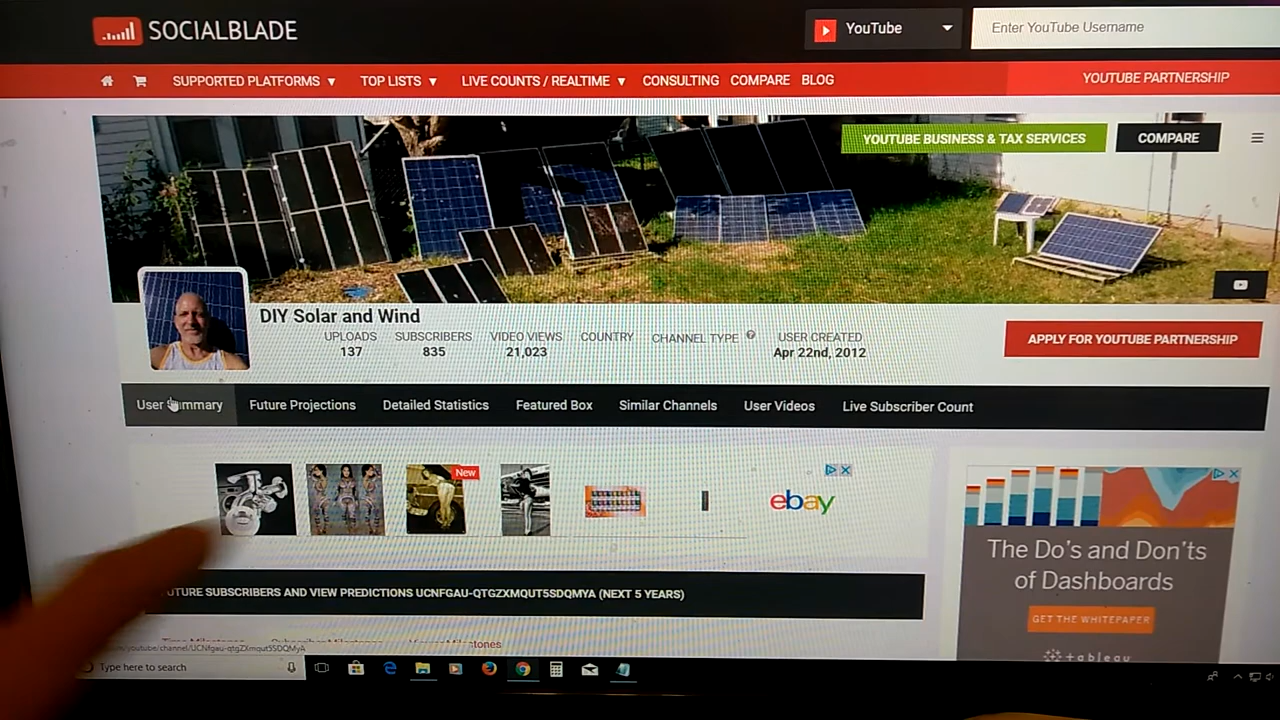 SOCIALBLADE
YouTube
Enter YouTube Username
SUPPORTED PLATFORMS ▼ TOP LISTS ▼ LIVE COUNTS / REALTIME ▼ CONSULTING COMPARE BLOG
YOUTUBE PARTNERSHIP
YOUTUBE BUSINESS & TAX SERVICES
COMPARE
DIY Solar and Wind
UPLOADS SUBSCRIBERS VIDEO VIEWS COUNTRY CHANNEL TYPE USER CREATED
137 835 21,023 Apr 22nd, 2012
APPLY FOR YOUTUBE PARTNERSHIP
User Summary Future Projections Detailed Statistics Featured Box Similar Channels User Videos Live Subscriber Count
New
ebay
The Do's and Don'ts
of Dashboards
GET THE WHITEPAPER
tableau
UTURE SUBSCRIBERS AND VIEW PREDICTIONS UCNFGAU-QTGZXMQUT5SDQMYA (NEXT 5 YEARS)
Type here to search